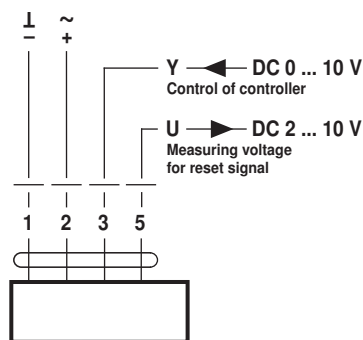 ⊥ ~
– +
Y DC 0 ... 10 V
Control of controller
U DC 2 ... 10 V
Measuring voltage
for reset signal
1 2 3 5